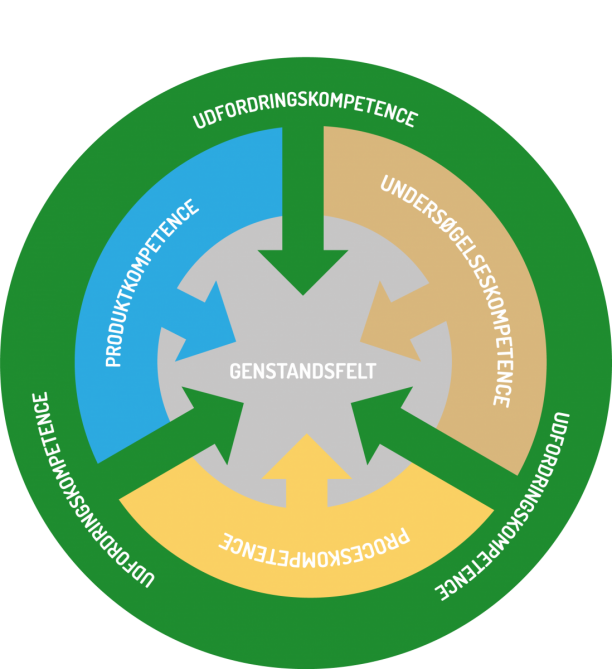 UDFORDRINGSKOMPETENCE
UNDERSØGELSESKOMPETENCE
PRODUKTKOMPETENCE
GENSTANDSFELT
UDFORDRINGSKOMPETENCE
UDFORDRINGSKOMPETENCE
PROCESKOMPETENCE